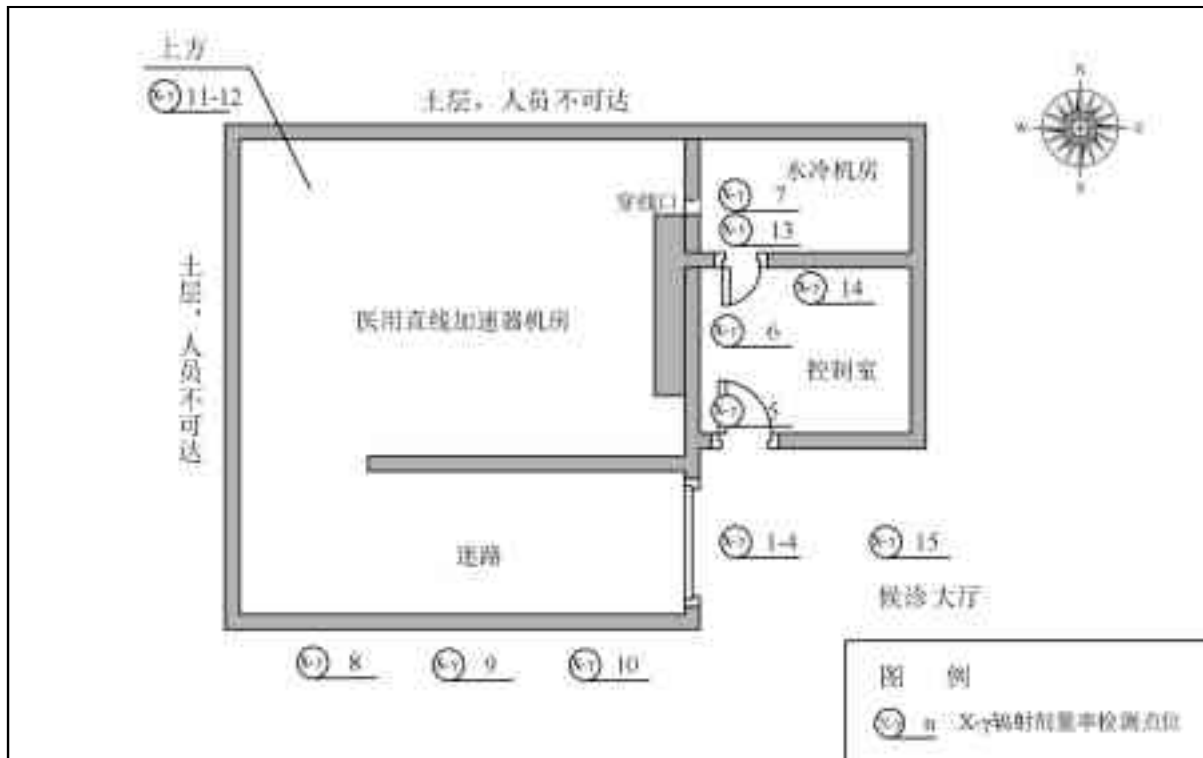 上方
X-γ 11-12
土层，人员不可达
N
W
E
S
水冷机房
X-γ 7
穿线口
X-γ 13
土层，人员不可达
X-γ 14
医用直线加速器机房
X-γ 6
控制室
X-γ 5
X-γ 1-4
X-γ 15
迷路
候诊大厅
X-γ 8
X-γ 9
X-γ 10
图 例
X-γ n X-γ辐射剂量率检测点位